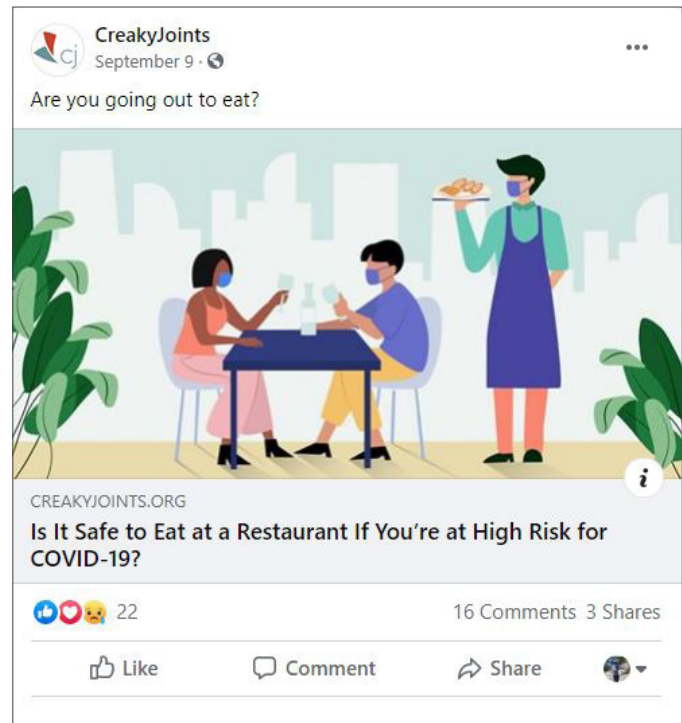 cj
CreakyJoints
September 9 ·
Are you going out to eat?
i
CREAKYJOINTS.ORG
Is It Safe to Eat at a Restaurant If You're at High Risk for
COVID-19?
22
16 Comments 3 Shares
Like Comment Share